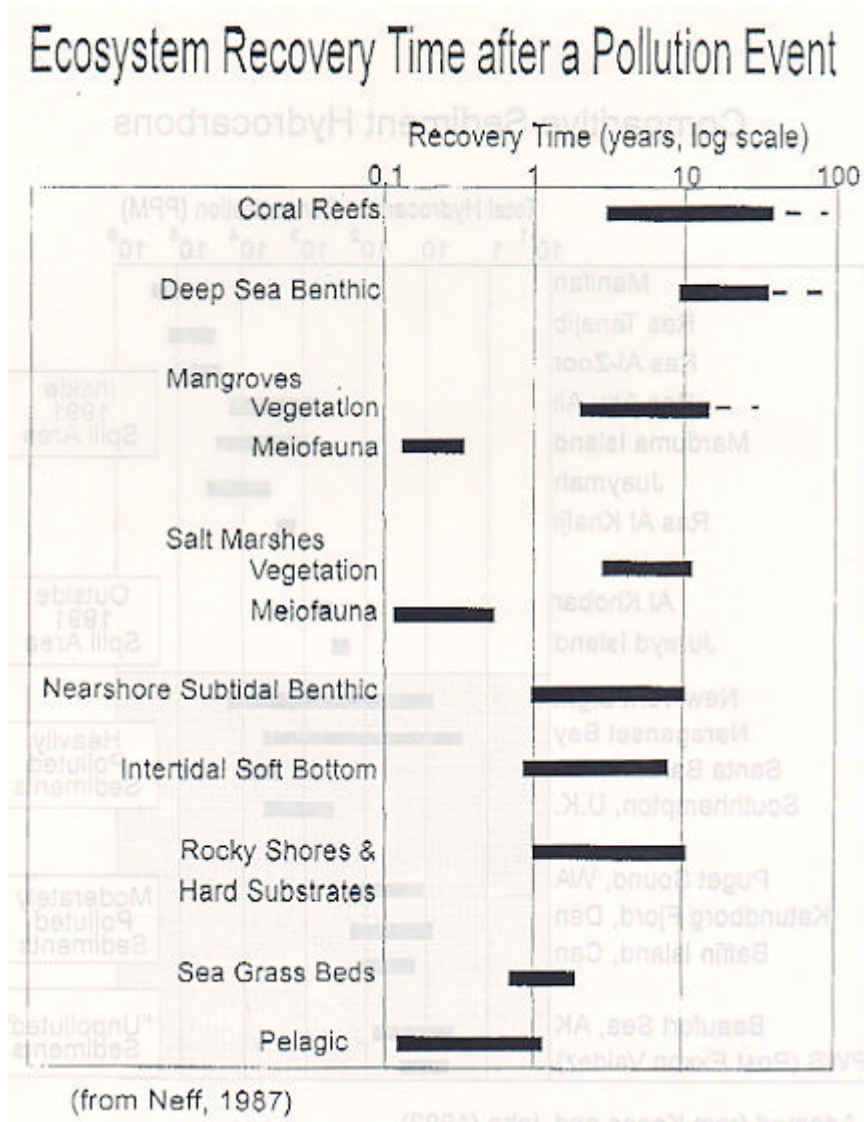 Ecosystem Recovery Time after a Pollution Event
Recovery Time (years, log scale)
0.1 1 10 100
Coral Reefs
Deep Sea Benthic
Mangroves
Vegetation
Meiofauna
Salt Marshes
Vegetation
Meiofauna
Nearshore Subtidal Benthic
Intertidal Soft Bottom
Rocky Shores &
Hard Substrates
Sea Grass Beds
Pelagic
(from Neff, 1987)